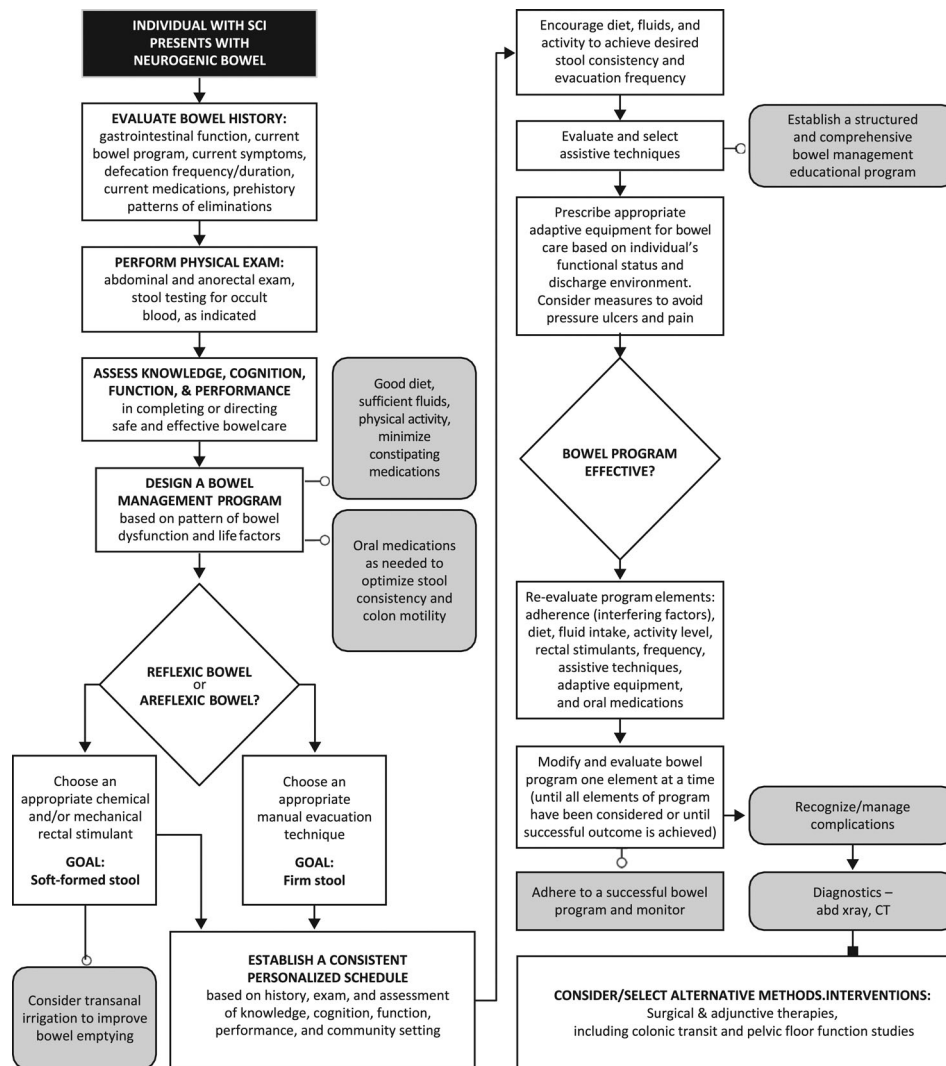 INDIVIDUAL WITH SCI
PRESENTS WITH
NEUROGENIC BOWEL
EVALUATE BOWEL HISTORY:
gastrointestinal function, current
bowel program, current symptoms,
defecation frequency/duration,
current medications, prehistory
patterns of eliminations
PERFORM PHYSICAL EXAM:
abdominal and anorectal exam,
stool testing for occult
blood, as indicated
ASSESS KNOWLEDGE, COGNITION,
FUNCTION, & PERFORMANCE
in completing or directing
safe and effective bowel care
Good diet,
sufficient fluids,
physical activity,
minimize
constipating
medications
DESIGN A BOWEL
MANAGEMENT PROGRAM
based on pattern of bowel
dysfunction and life factors
Oral medications
as needed to
optimize stool
consistency and
colon motility
REFLEXIC BOWEL
or
AREFLEXIC BOWEL?
Choose an
appropriate chemical
and/or mechanical
rectal stimulant
GOAL:
Soft-formed stool
Choose an
appropriate
manual evacuation
technique
GOAL:
Firm stool
Consider transanal
irrigation to improve
bowel emptying
ESTABLISH A CONSISTENT
PERSONALIZED SCHEDULE
based on history, exam, and assessment
of knowledge, cognition, function,
performance, and community setting
Encourage diet, fluids, and
activity to achieve desired
stool consistency and
evacuation frequency
Evaluate and select
assistive techniques
Establish a structured
and comprehensive
bowel management
educational program
Prescribe appropriate
adaptive equipment for bowel
care based on individual's
functional status and
discharge environment.
Consider measures to avoid
pressure ulcers and pain
BOWEL PROGRAM
EFFECTIVE?
Re-evaluate program elements:
adherence (interfering factors),
diet, fluid intake, activity level,
rectal stimulants, frequency,
assistive techniques,
adaptive equipment,
and oral medications
Modify and evaluate bowel
program one element at a time
(until all elements of program
have been considered or until
successful outcome is achieved)
Recognize/manage
complications
Adhere to a successful bowel
program and monitor
Diagnostics –
abd xray, CT
CONSIDER/SELECT ALTERNATIVE METHODS.INTERVENTIONS:
Surgical & adjunctive therapies,
including colonic transit and pelvic floor function studies